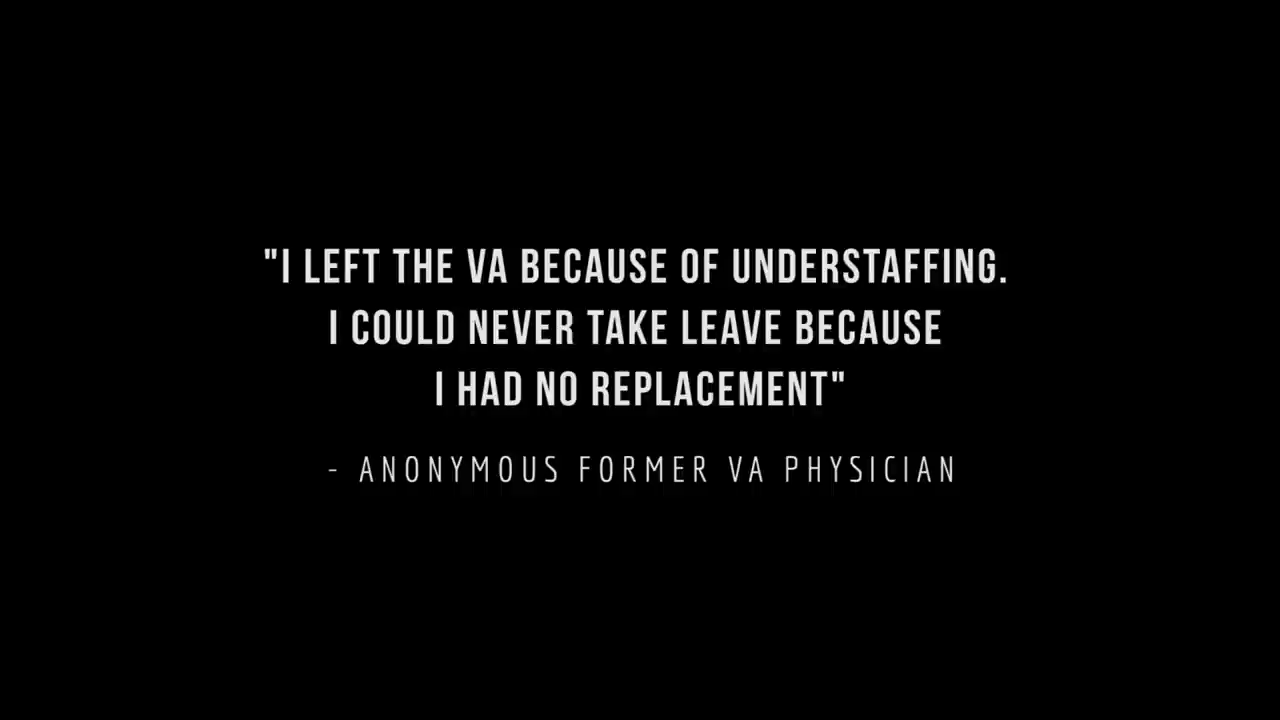 "I LEFT THE VA BECAUSE OF UNDERSTAFFING.
I COULD NEVER TAKE LEAVE BECAUSE
I HAD NO REPLACEMENT"
- ANONYMOUS FORMER VA PHYSICIAN